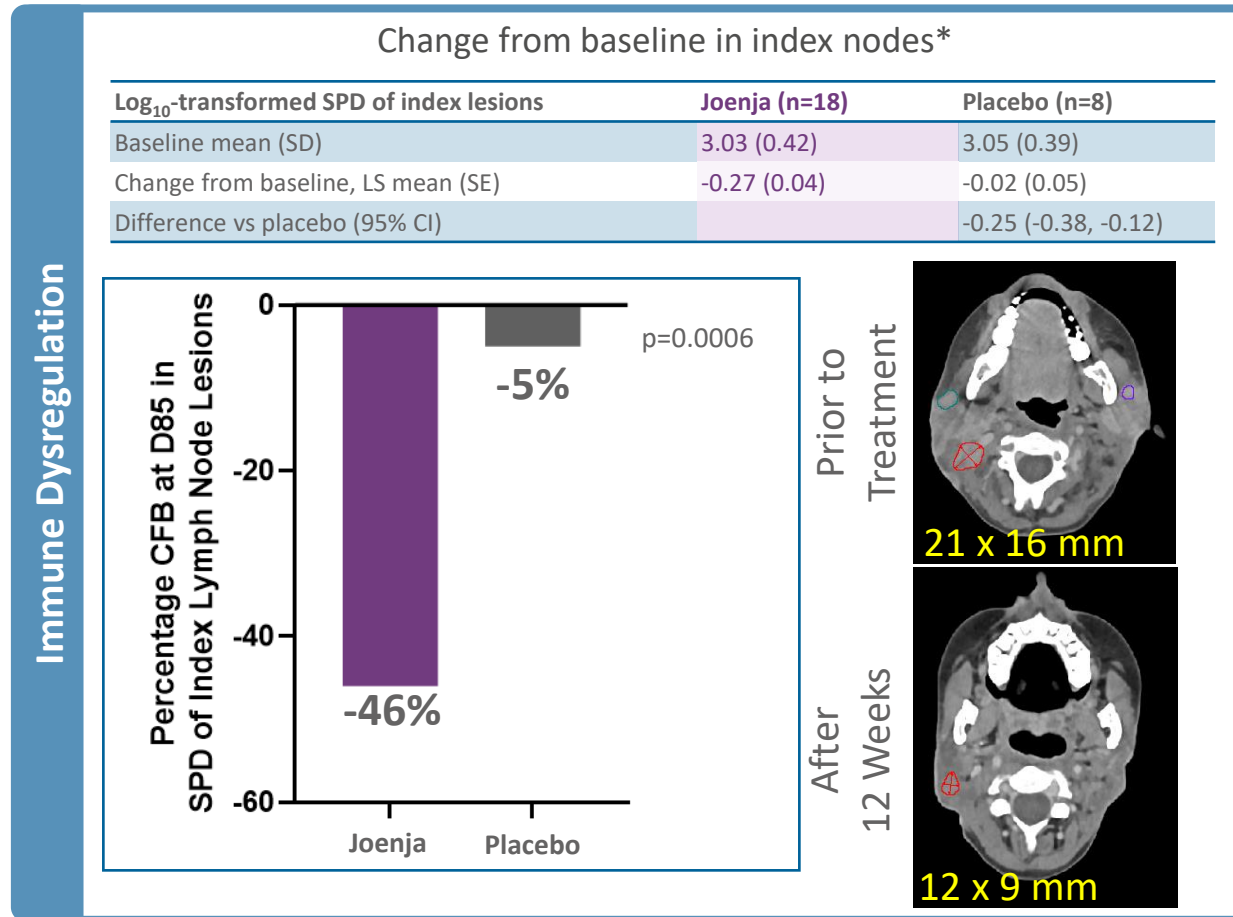 Immune Dysregulation
Change from baseline in index nodes*
Log₁₀-transformed SPD of index lesions Joenja (n=18) Placebo (n=8)
Baseline mean (SD) 3.03 (0.42) 3.05 (0.39)
Change from baseline, LS mean (SE) -0.27 (0.04) -0.02 (0.05)
Difference vs placebo (95% CI) -0.25 (-0.38, -0.12)
Percentage CFB at D85 in
SPD of Index Lymph Node Lesions
0
-20
-40
-60
-46%
-5%
p=0.0006
Joenja
Placebo
Prior to
Treatment
21 x 16 mm
After
12 Weeks
12 x 9 mm